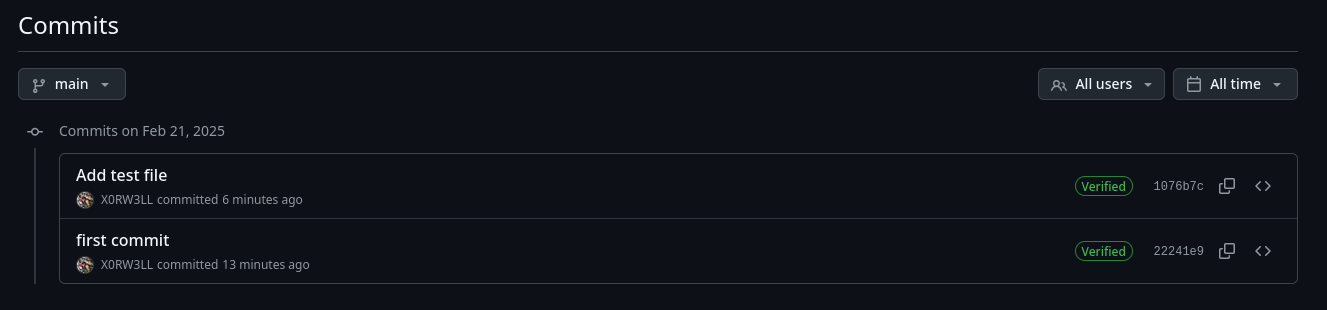 Commits
main All users All time
Commits on Feb 21, 2025
Add test file
X0RW3LL committed 6 minutes ago Verified 1076b7c
first commit
X0RW3LL committed 13 minutes ago Verified 22241e9